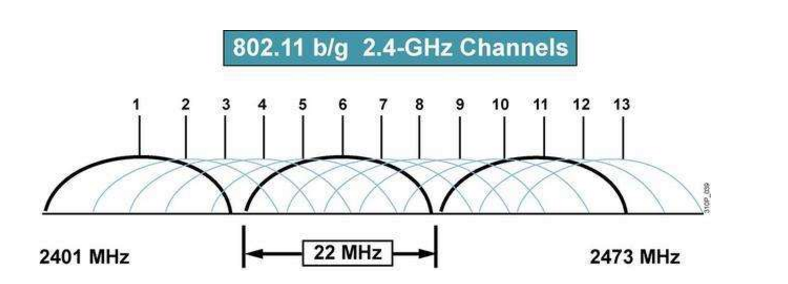 802.11 b/g 2.4-GHz Channels
1 2 3 4 5 6 7 8 9 10 11 12 13
310P_039
2401 MHz
22 MHz
2473 MHz